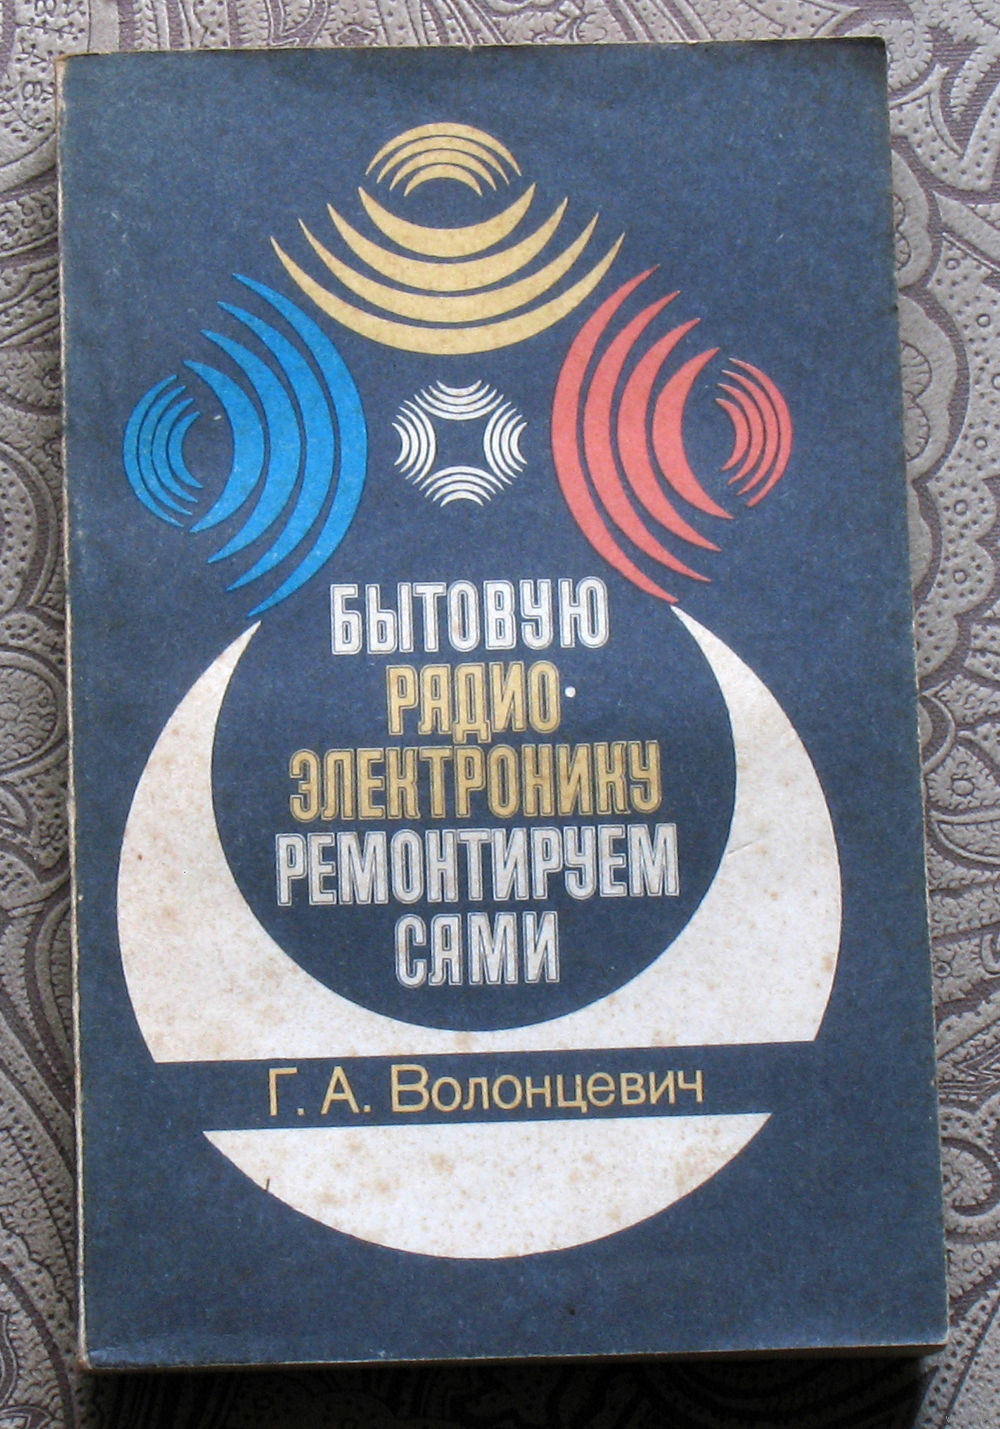 БЫТОВУЮ
РАДИО-
ЭЛЕКТРОНИКУ
РЕМОНТИРУЕМ
САМИ
Г. А. Волонцевич